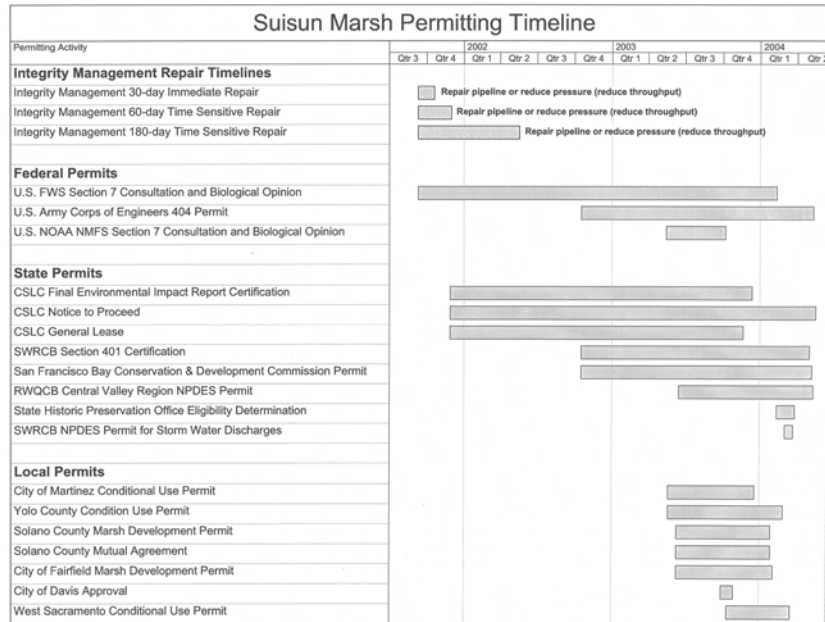 Suisun Marsh Permitting Timeline
Permitting Activity
2002 2003 2004
Qtr 3 Qtr 4 Qtr 1 Qtr 2 Qtr 3 Qtr 4 Qtr 1 Qtr 2 Qtr 3 Qtr 4 Qtr 1 Qtr 2
Integrity Management Repair Timelines
Integrity Management 30-day Immediate Repair Repair pipeline or reduce pressure (reduce throughput)
Integrity Management 60-day Time Sensitive Repair Repair pipeline or reduce pressure (reduce throughput)
Integrity Management 180-day Time Sensitive Repair Repair pipeline or reduce pressure (reduce throughput)
Federal Permits
U.S. FWS Section 7 Consultation and Biological Opinion
U.S. Army Corps of Engineers 404 Permit
U.S. NOAA NMFS Section 7 Consultation and Biological Opinion
State Permits
CSLC Final Environmental Impact Report Certification
CSLC Notice to Proceed
CSLC General Lease
SWRCB Section 401 Certification
San Francisco Bay Conservation & Development Commission Permit
RWQCB Central Valley Region NPDES Permit
State Historic Preservation Office Eligibility Determination
SWRCB NPDES Permit for Storm Water Discharges
Local Permits
City of Martinez Conditional Use Permit
Yolo County Condition Use Permit
Solano County Marsh Development Permit
Solano County Mutual Agreement
City of Fairfield Marsh Development Permit
City of Davis Approval
West Sacramento Conditional Use Permit